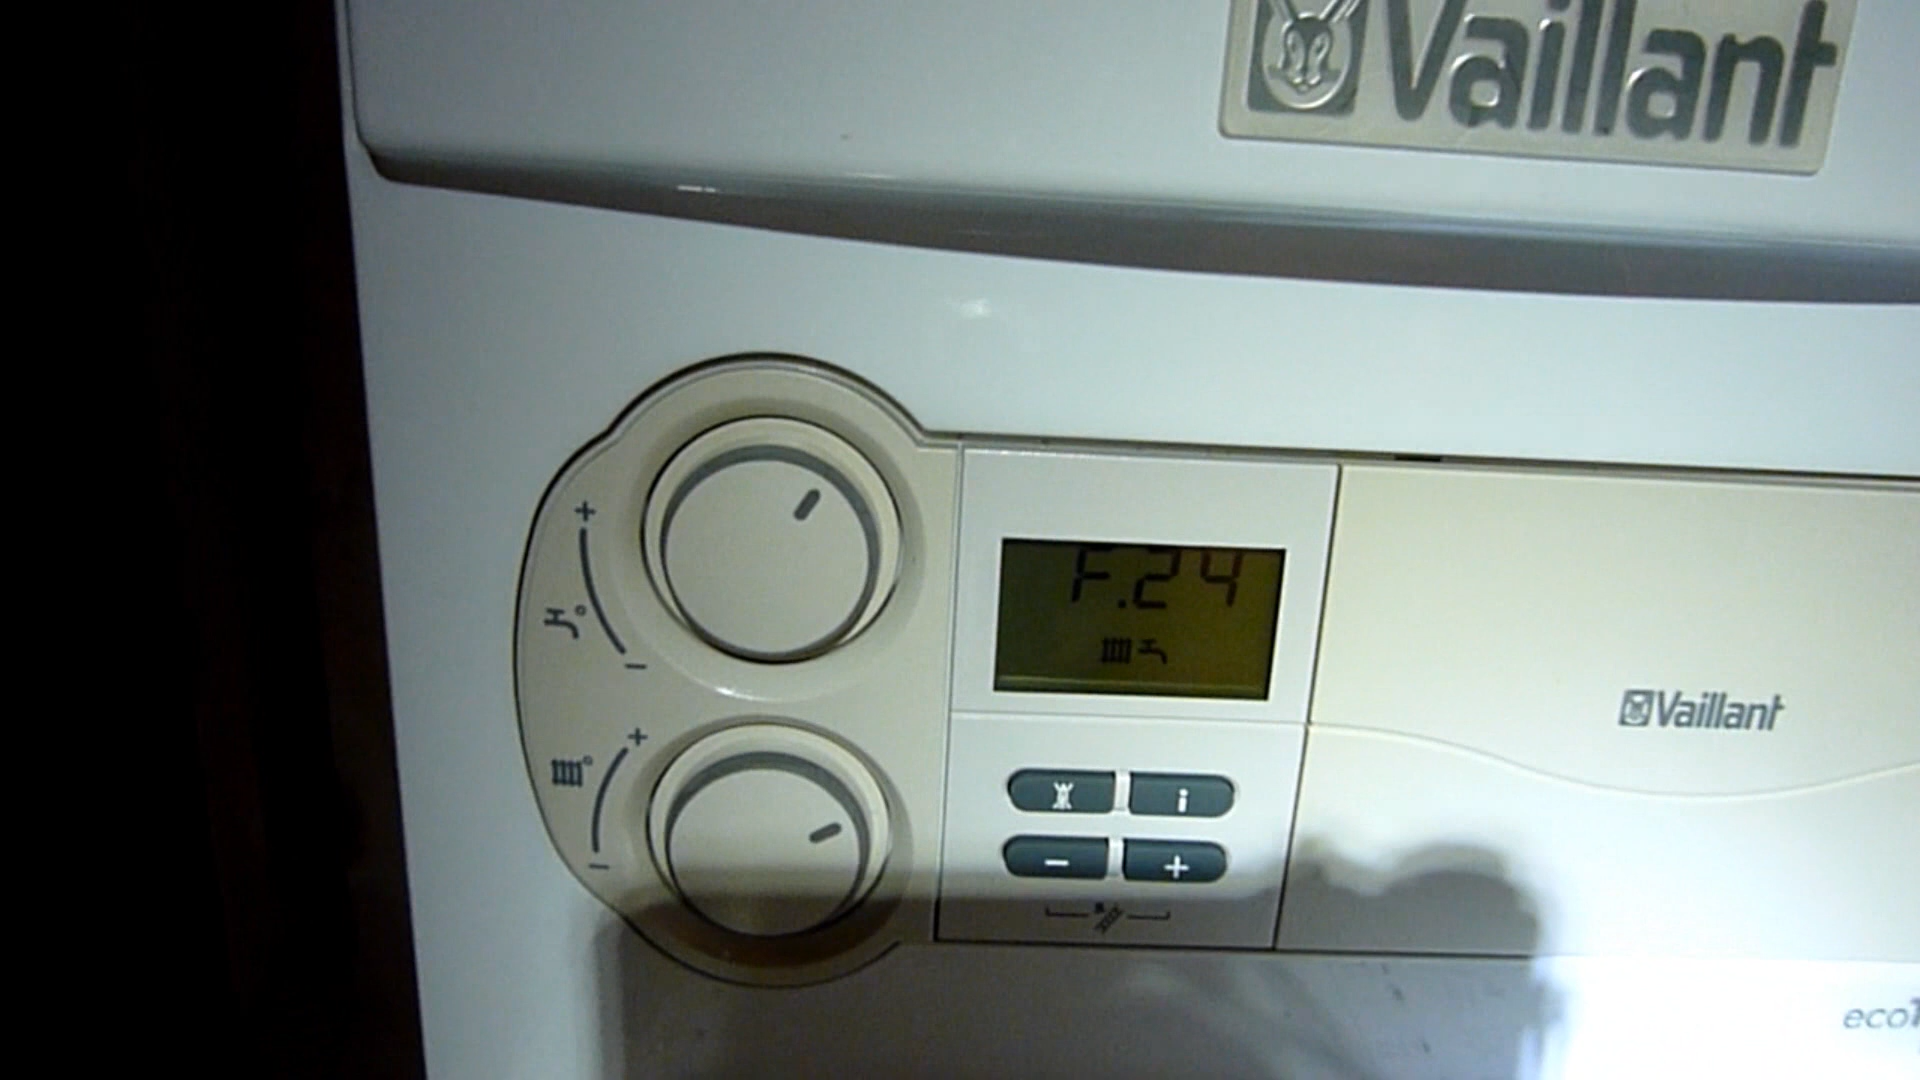 Vaillant
+
F.24
−
Vaillant
+
−
i
− +
eco